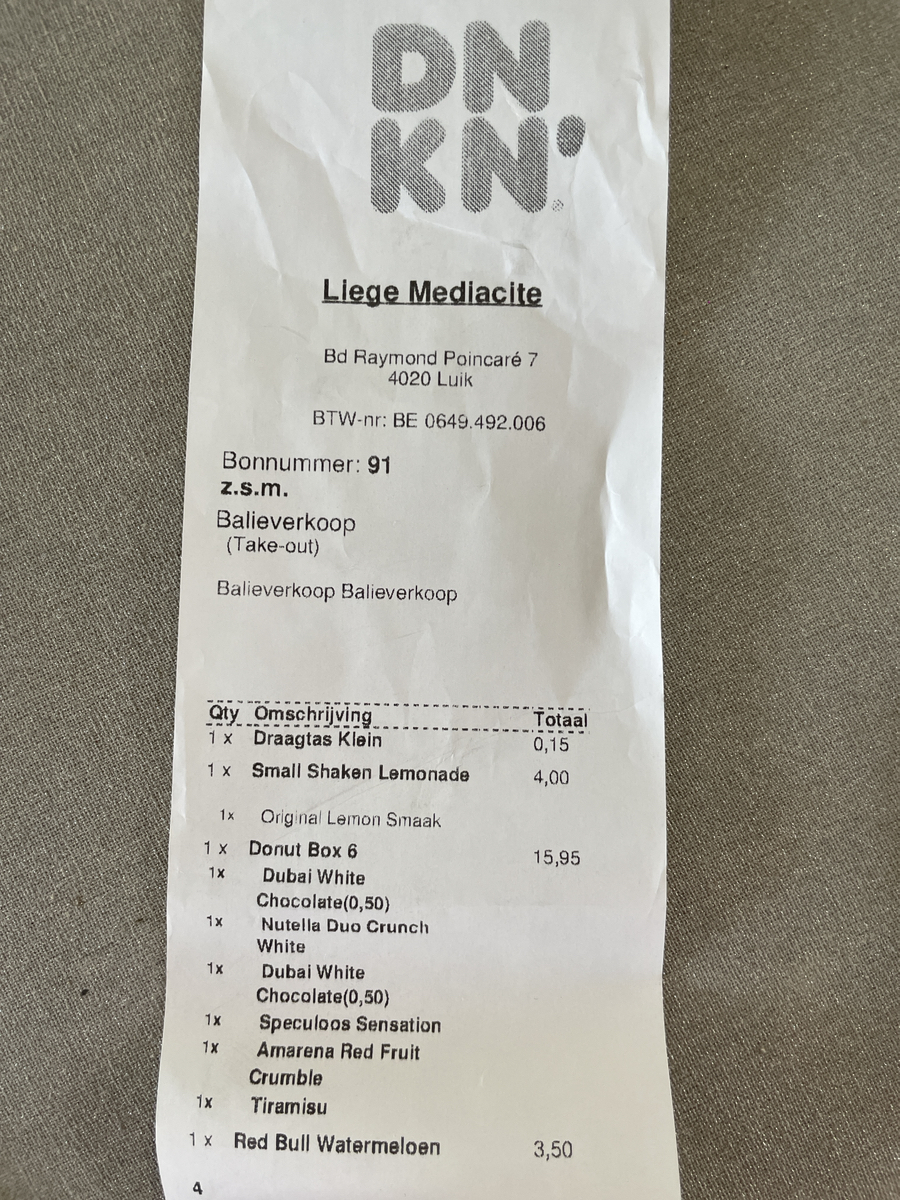 DN
KN'
Liege Mediacite
Bd Raymond Poincaré 7
4020 Luik
BTW-nr: BE 0649.492.006
Bonnummer: 91
z.s.m.
Balieverkoop
(Take-out)
Balieverkoop Balieverkoop
Qty Omschrijving Totaal
1 x Draagtas Klein 0,15
1 x Small Shaken Lemonade 4,00
1x Original Lemon Smaak
1 x Donut Box 6 15,95
1x Dubai White
Chocolate(0,50)
1x Nutella Duo Crunch
White
1x Dubai White
Chocolate(0,50)
1x Speculoos Sensation
1x Amarena Red Fruit
Crumble
1x Tiramisu
1 x Red Bull Watermeloen 3,50
4